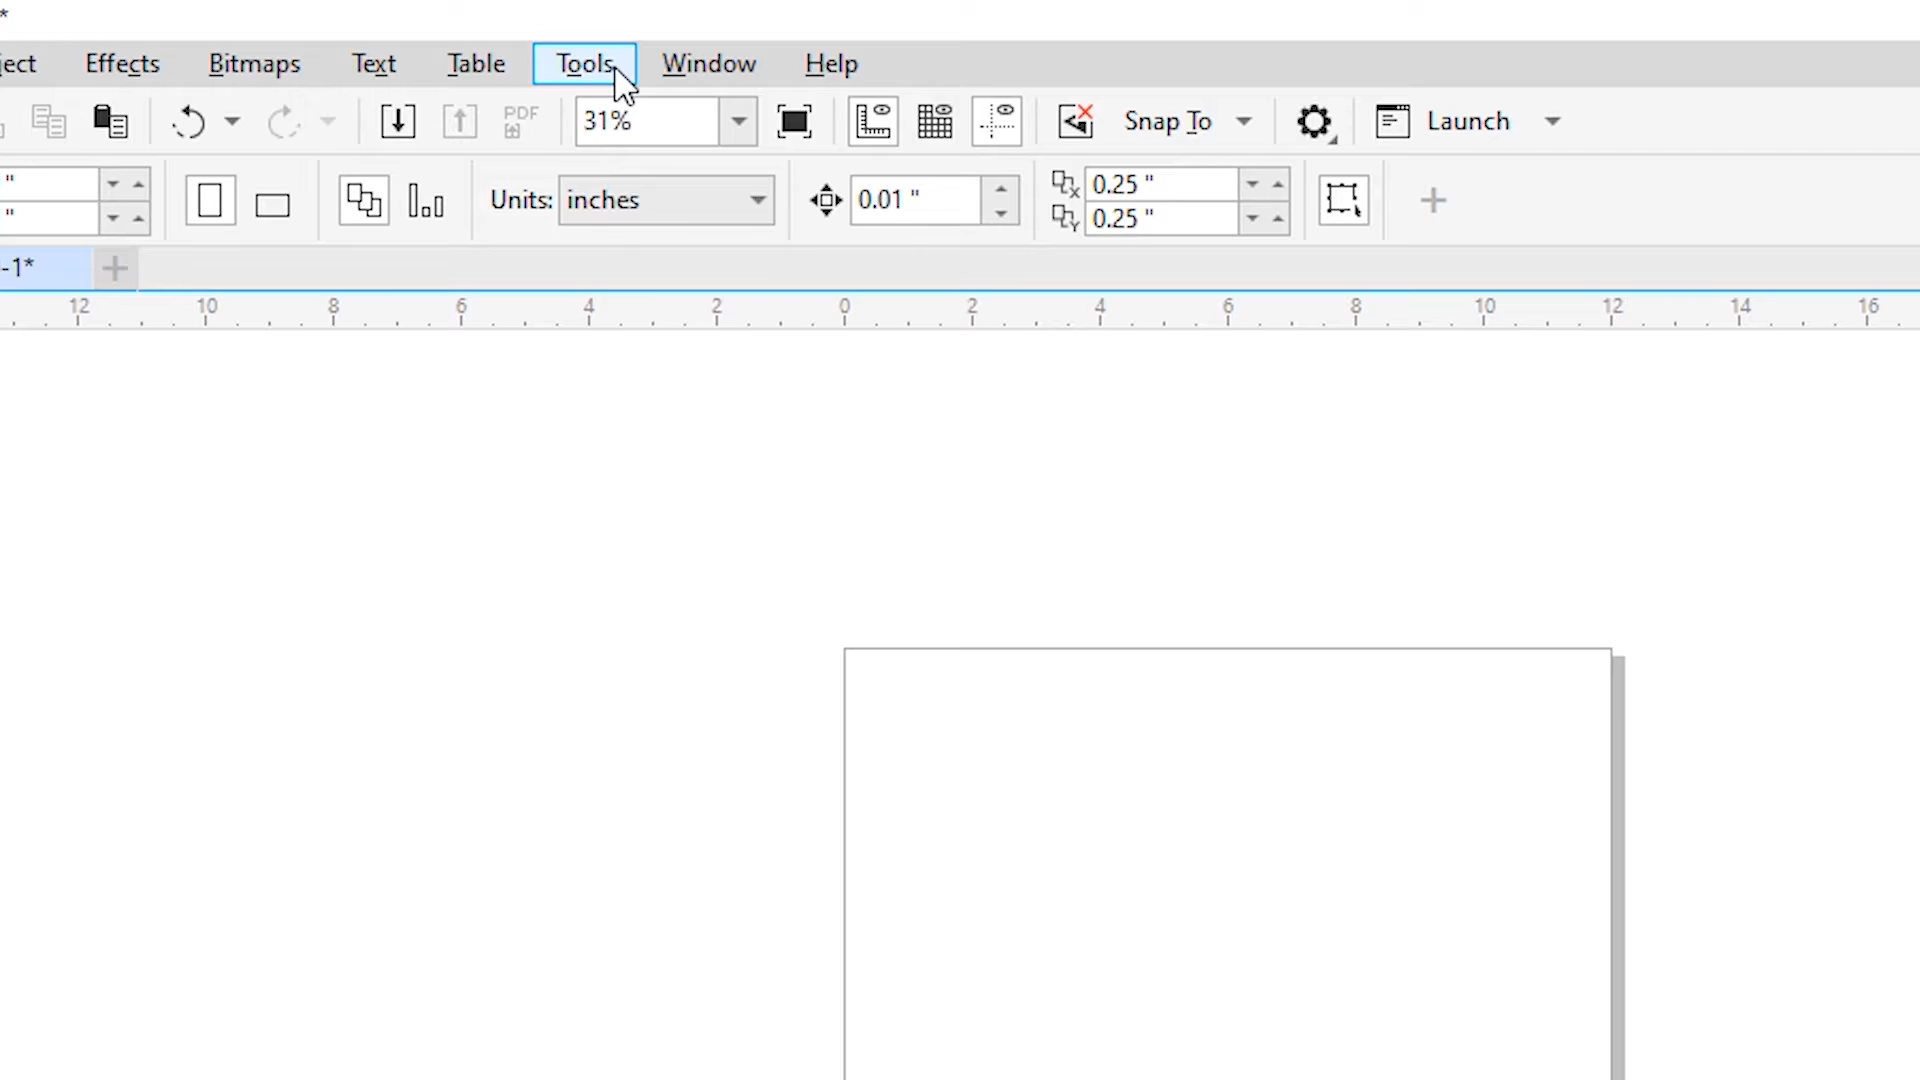 *
ject Effects Bitmaps Text Table Tools Window Help
PDF 31% Snap To Launch
" Units: inches 0.01 " 0.25 "
" 0.25 "
-1*
12 10 8 6 4 2 0 2 4 6 8 10 12 14 16